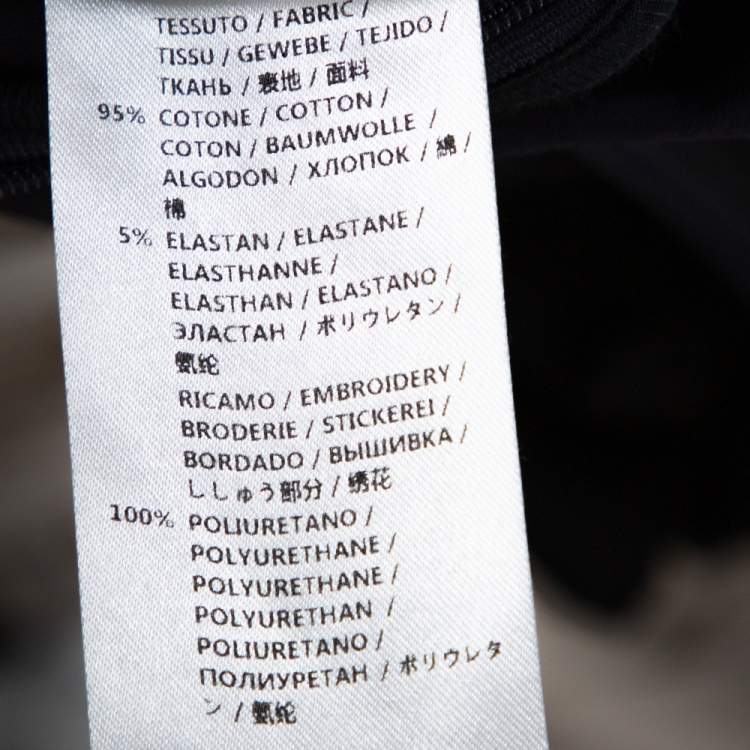 TESSUTO / FABRIC /
TISSU / GEWEBE / TEJIDO /
ТКАНЬ / 表地 / 面料
95% COTONE / COTTON /
COTON / BAUMWOLLE /
ALGODON / ХЛОПОК / 綿 /
棉
5% ELASTAN / ELASTANE /
ELASTHANNE /
ELASTHAN / ELASTANO /
ЭЛАСТАН / ポリウレタン /
氨纶
RICAMO / EMBROIDERY /
BRODERIE / STICKEREI /
BORDADO / ВЫШИВКА /
ししゅう部分 / 绣花
100% POLIURETANO /
POLYURETHANE /
POLYURETHANE /
POLYURETHAN /
POLIURETANO /
ПОЛИУРЕТАН / ポリウレタ
ン / 氨纶